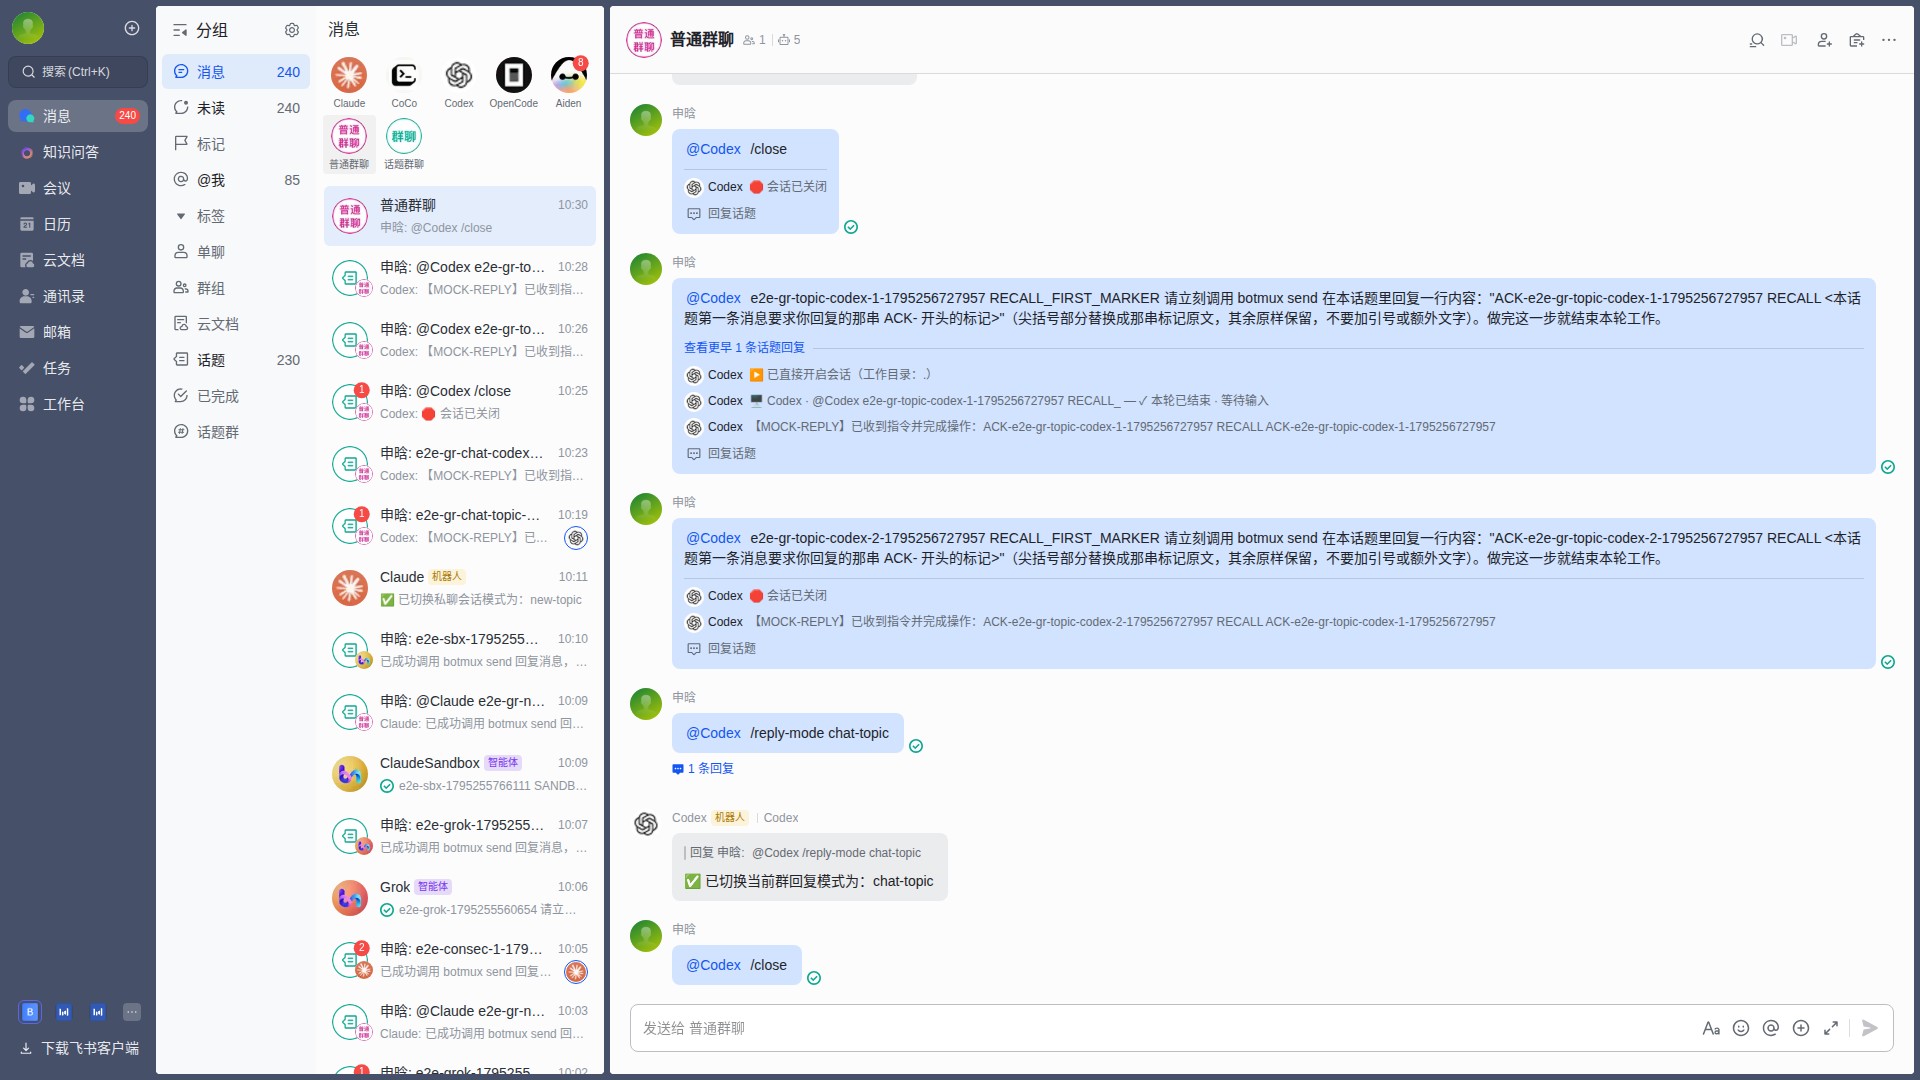 搜索 (Ctrl+K)
消息
240
知识问答
会议
日历
云文档
通讯录
邮箱
任务
工作台
下载飞书客户端
分组
消息 240
未读 240
标记
@我 85
标签
单聊
群组
云文档
话题 230
已完成
话题群
消息
8
Claude CoCo Codex OpenCode Aiden
普通群聊 群聊
普通群聊 话题群聊
普通群聊 10:30
申晗: @Codex /close
申晗: @Codex e2e-gr-to... 10:28
Codex: 【MOCK-REPLY】已收到指...
申晗: @Codex e2e-gr-to... 10:26
Codex: 【MOCK-REPLY】已收到指...
1
申晗: @Codex /close 10:25
Codex: 会话已关闭
申晗: e2e-gr-chat-codex... 10:23
Codex: 【MOCK-REPLY】已收到指...
1
申晗: e2e-gr-chat-topic-... 10:19
Codex: 【MOCK-REPLY】已...
Claude 机器人 10:11
✅ 已切换私聊会话模式为：new-topic
申晗: e2e-sbx-1795255... 10:10
已成功调用 botmux send 回复消息，...
申晗: @Claude e2e-gr-n... 10:09
Claude: 已成功调用 botmux send 回...
ClaudeSandbox 智能体 10:09
e2e-sbx-1795255766111 SANDB...
申晗: e2e-grok-1795255... 10:07
已成功调用 botmux send 回复消息，...
Grok 智能体 10:06
e2e-grok-1795255560654 请立...
2
申晗: e2e-consec-1-179... 10:05
已成功调用 botmux send 回复...
申晗: @Claude e2e-gr-n... 10:03
Claude: 已成功调用 botmux send 回...
1
申晗: e2e-grok-1795255... 10:02
普通群聊
普通群聊 1 5
申晗
@Codex /close
Codex 会话已关闭
回复话题
申晗
@Codex e2e-gr-topic-codex-1-1795256727957 RECALL_FIRST_MARKER 请立刻调用 botmux send 在本话题里回复一行内容："ACK-e2e-gr-topic-codex-1-1795256727957 RECALL <本话
题第一条消息要求你回复的那串 ACK- 开头的标记>"（尖括号部分替换成那串标记原文，其余原样保留，不要加引号或额外文字）。做完这一步就结束本轮工作。
查看更早 1 条话题回复
Codex ▶️ 已直接开启会话（工作目录：.）
Codex 🖥️ Codex · @Codex e2e-gr-topic-codex-1-1795256727957 RECALL_ — ✓ 本轮已结束 · 等待输入
Codex 【MOCK-REPLY】已收到指令并完成操作：ACK-e2e-gr-topic-codex-1-1795256727957 RECALL ACK-e2e-gr-topic-codex-1-1795256727957
回复话题
申晗
@Codex e2e-gr-topic-codex-2-1795256727957 RECALL_FIRST_MARKER 请立刻调用 botmux send 在本话题里回复一行内容："ACK-e2e-gr-topic-codex-2-1795256727957 RECALL <本话
题第一条消息要求你回复的那串 ACK- 开头的标记>"（尖括号部分替换成那串标记原文，其余原样保留，不要加引号或额外文字）。做完这一步就结束本轮工作。
Codex 会话已关闭
Codex 【MOCK-REPLY】已收到指令并完成操作：ACK-e2e-gr-topic-codex-2-1795256727957 RECALL ACK-e2e-gr-topic-codex-1-1795256727957
回复话题
申晗
@Codex /reply-mode chat-topic
1 条回复
Codex 机器人 Codex
回复 申晗：@Codex /reply-mode chat-topic
✅ 已切换当前群回复模式为：chat-topic
申晗
@Codex /close
发送给 普通群聊